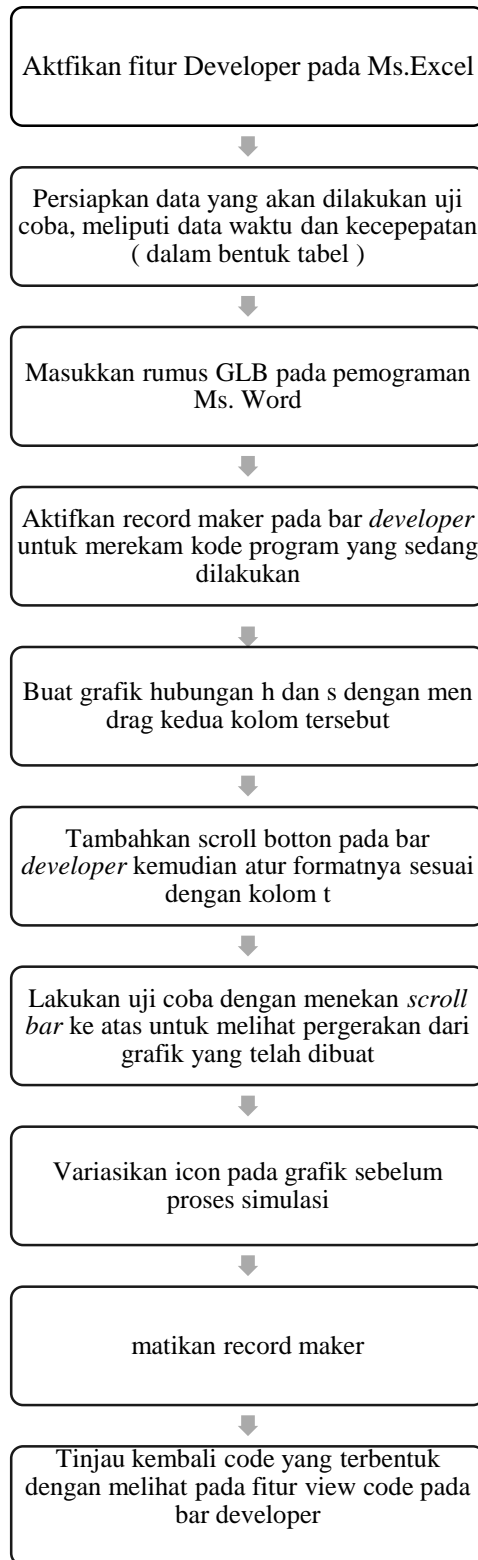 Aktfikan fitur Developer pada Ms.Excel
Persiapkan data yang akan dilakukan uji
coba, meliputi data waktu dan kecepepatan
( dalam bentuk tabel )
Masukkan rumus GLB pada pemograman
Ms. Word
Aktifkan record maker pada bar developer
untuk merekam kode program yang sedang
dilakukan
Buat grafik hubungan h dan s dengan men
drag kedua kolom tersebut
Tambahkan scroll botton pada bar
developer kemudian atur formatnya sesuai
dengan kolom t
Lakukan uji coba dengan menekan scroll
bar ke atas untuk melihat pergerakan dari
grafik yang telah dibuat
Variasikan icon pada grafik sebelum
proses simulasi
matikan record maker
Tinjau kembali code yang terbentuk
dengan melihat pada fitur view code pada
bar developer